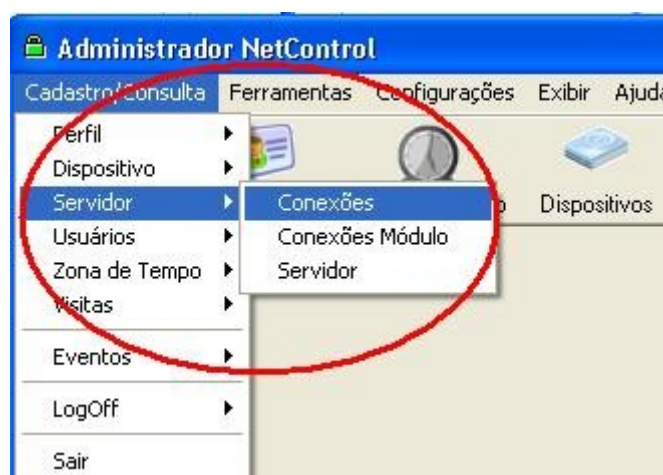 Administrador NetControl
Cadastro/Consulta Ferramentas Configurações Exibir Ajuda
Perfil
Dispositivo
Servidor Conexões
Dispositivos
Usuários Conexões Módulo
Zona de Tempo Servidor
Visitas
Eventos
LogOff
Sair